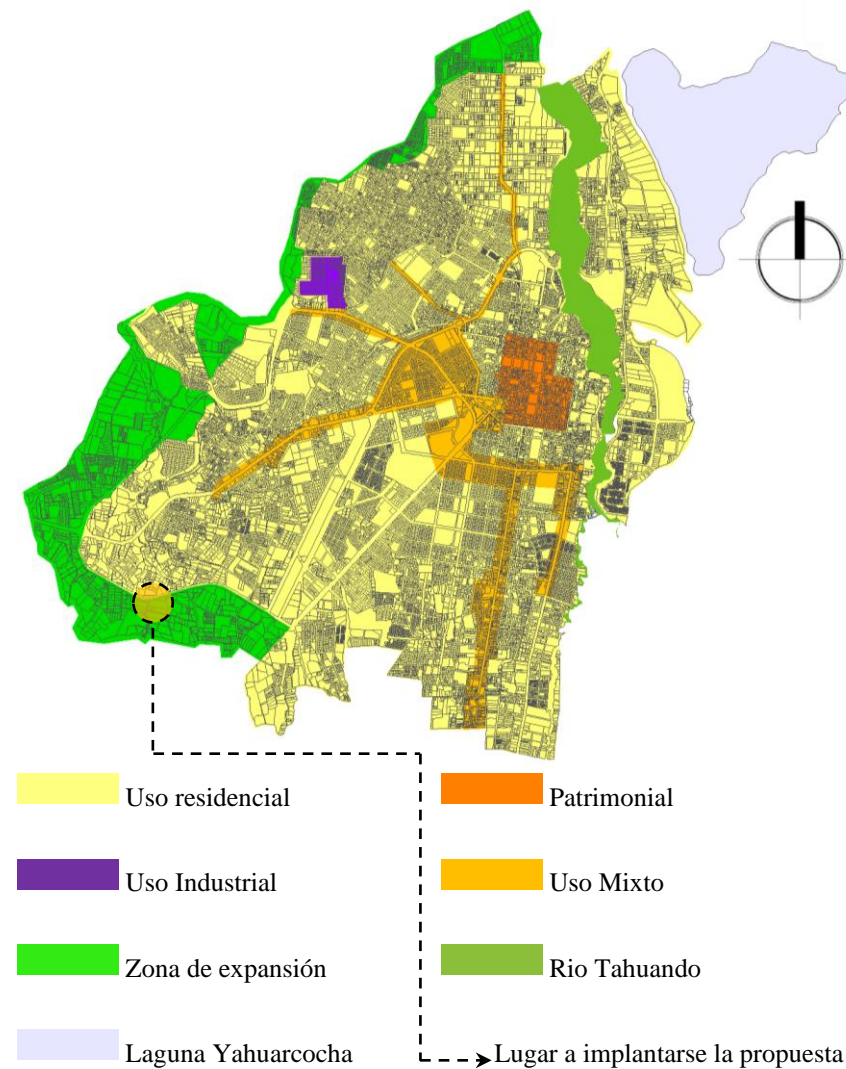 Uso residencial
Patrimonial
Uso Industrial
Uso Mixto
Zona de expansión
Rio Tahuando
Laguna Yahuarcocha
Lugar a implantarse la propuesta